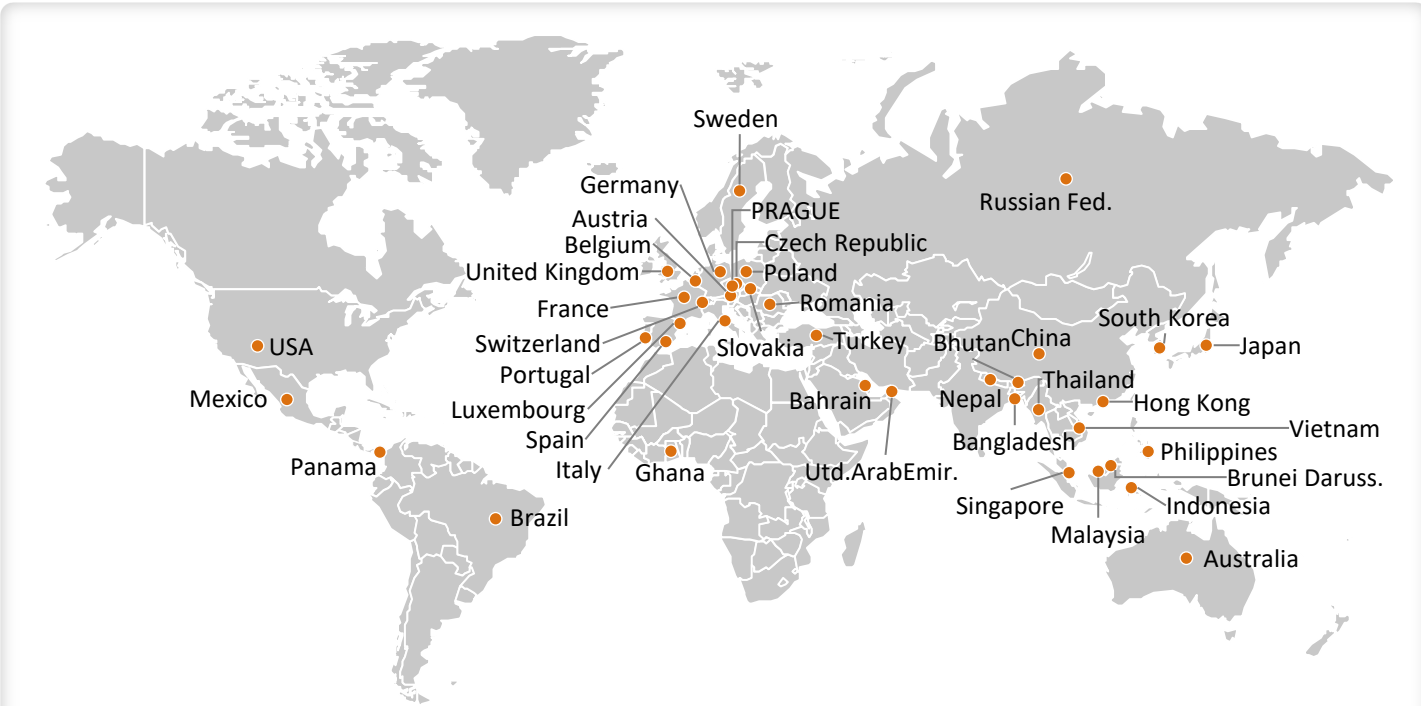 Sweden
Germany
Russian Fed.
Austria
PRAGUE
Belgium
Czech Republic
United Kingdom
Poland
France
Romania
South Korea
Switzerland
Slovakia
Turkey
Bhutan
China
Japan
USA
Portugal
Thailand
Mexico
Luxembourg
Bahrain
Nepal
Hong Kong
Spain
Bangladesh
Vietnam
Panama
Italy
Ghana
Utd.ArabEmir.
Philippines
Brunei Daruss.
Singapore
Indonesia
Brazil
Malaysia
Australia